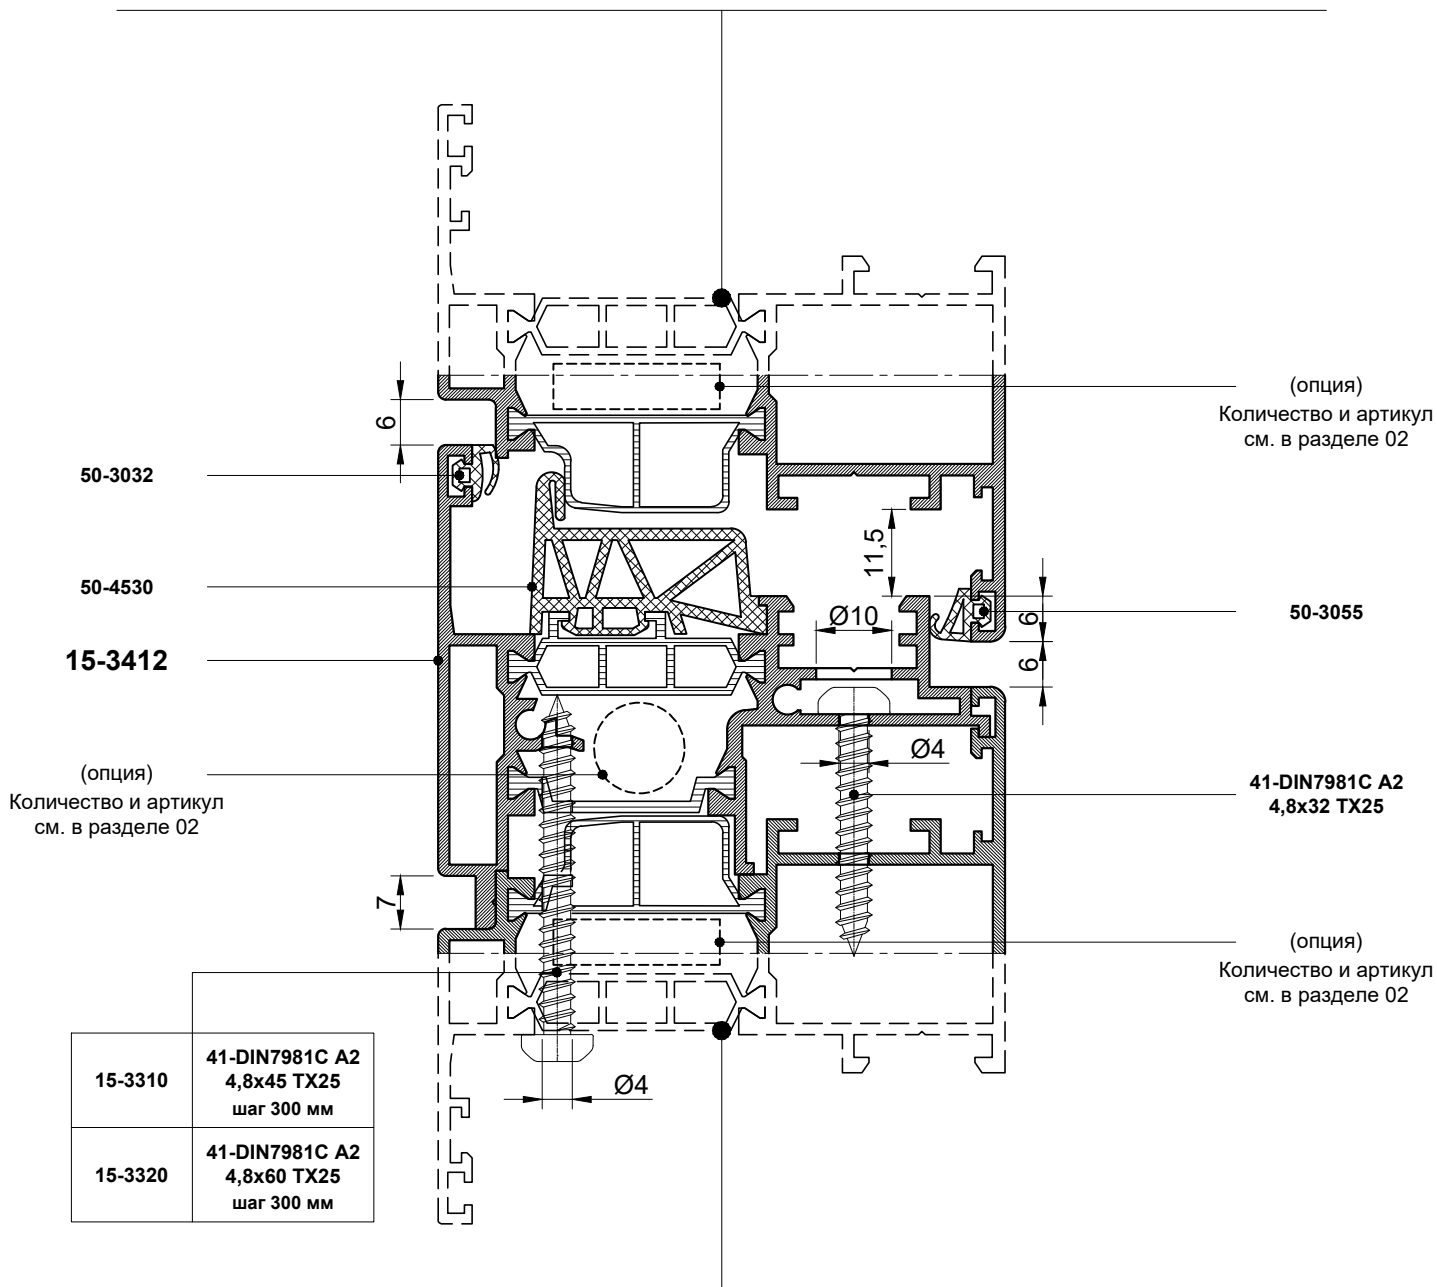 (опция)
Количество и артикул
см. в разделе 02
6
50-3032
11,5
50-4530
Ø10
6
50-3055
15-3412
6
Ø4
(опция)
Количество и артикул
см. в разделе 02
41-DIN7981C A2
4,8x32 TX25
7
(опция)
Количество и артикул
см. в разделе 02
15-3310
41-DIN7981C A2
4,8x45 TX25
шаг 300 мм
Ø4
15-3320
41-DIN7981C A2
4,8x60 TX25
шаг 300 мм